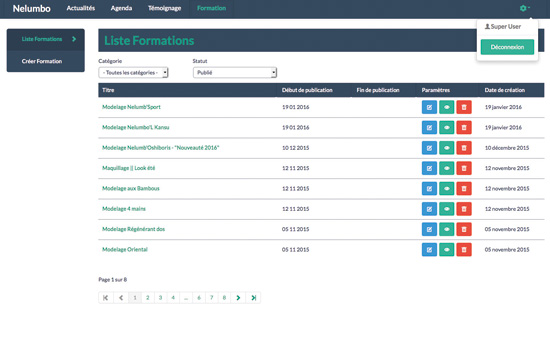 Nelumbo Actualités Agenda Témoignage Formation
Super User
Déconnexion
Liste Formations
Créer Formation
Liste Formations
Catégorie Statut
- Toutes les catégories - Publié
Titre Début de publication Fin de publication Paramètres Date de création
Modelage Nelumb'Sport 19 01 2016 19 janvier 2016
Modelage Nelumbo'L Kansu 19 01 2016 19 janvier 2016
Modelage Nelumb'Oshiboris - "Nouveauté 2016" 10 12 2015 10 décembre 2015
Maquillage || Look été 12 11 2015 12 novembre 2015
Modelage aux Bambous 12 11 2015 12 novembre 2015
Modelage 4 mains 12 11 2015 12 novembre 2015
Modelage Régénérant dos 05 11 2015 05 novembre 2015
Modelage Oriental 05 11 2015 05 novembre 2015
Page 1 sur 8
1 2 3 4 ... 6 7 8